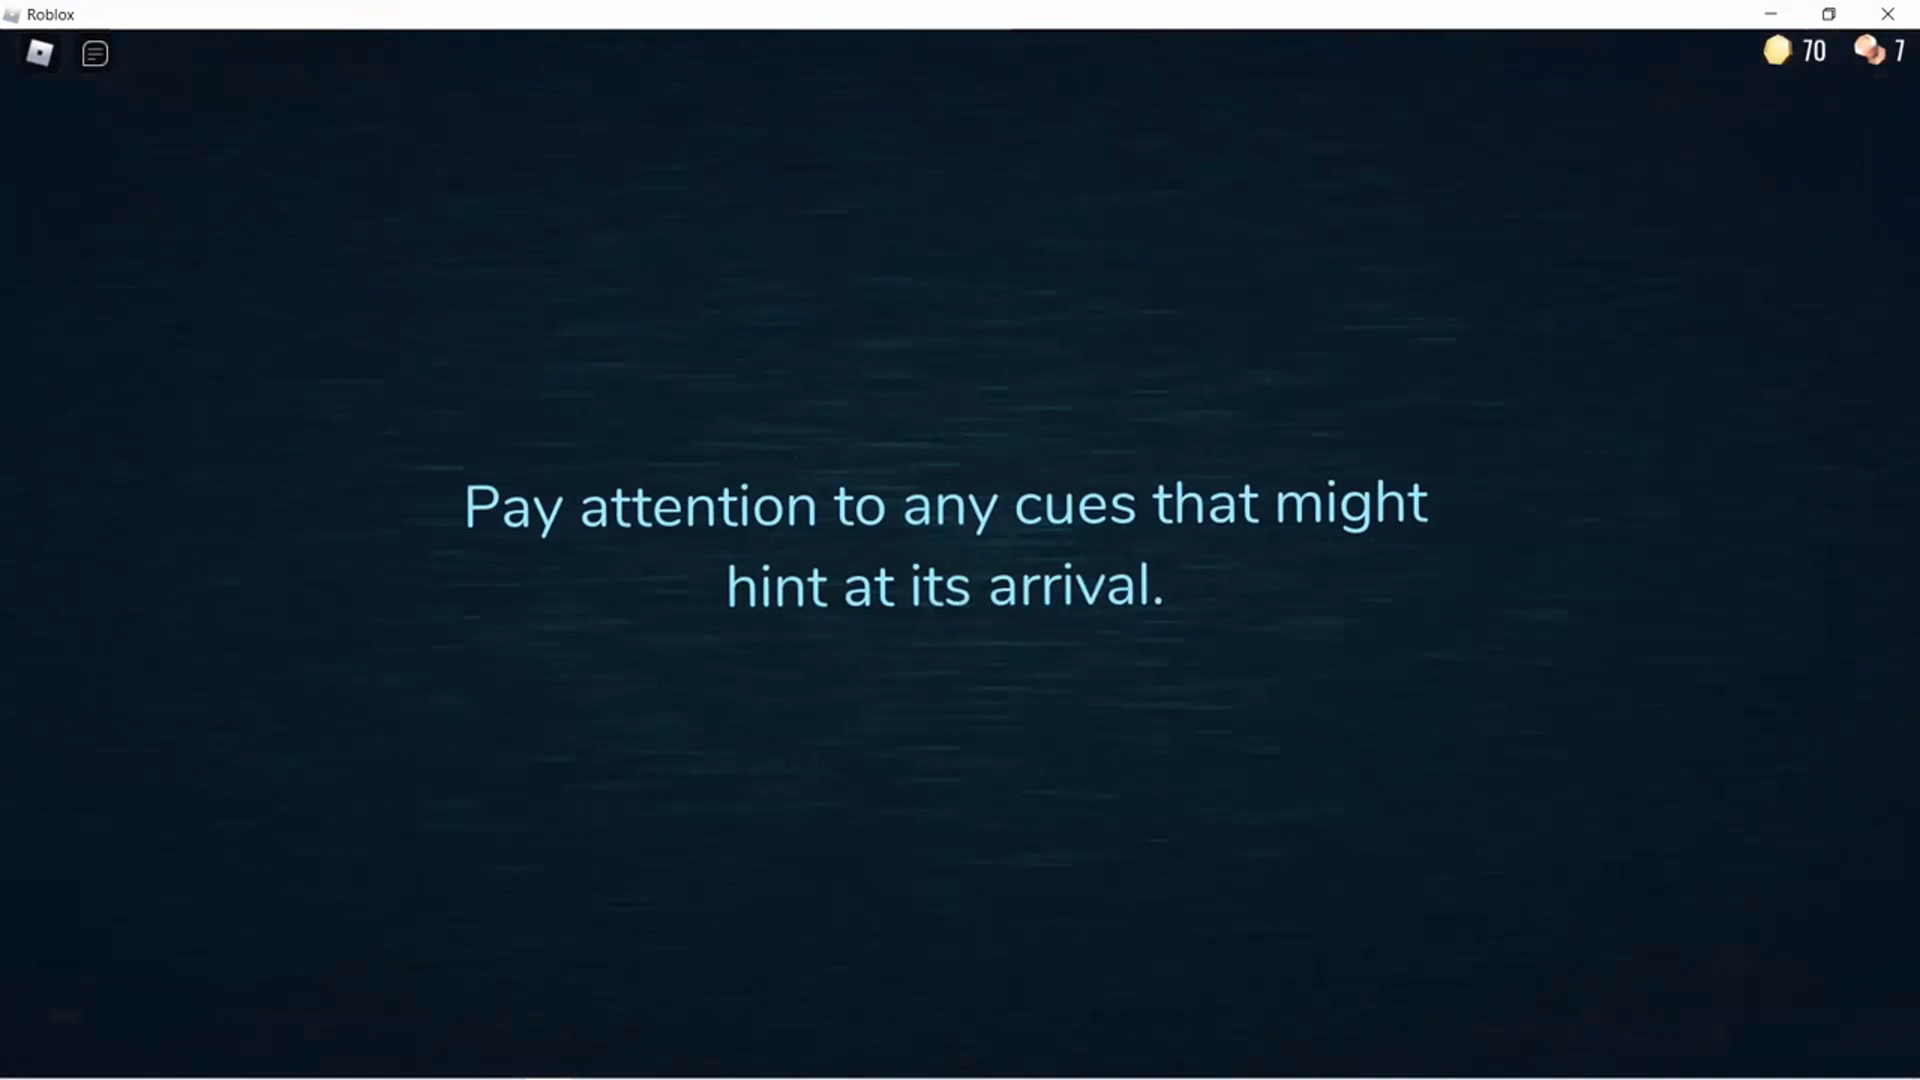 Roblox
70 7
Pay attention to any cues that might
hint at its arrival.